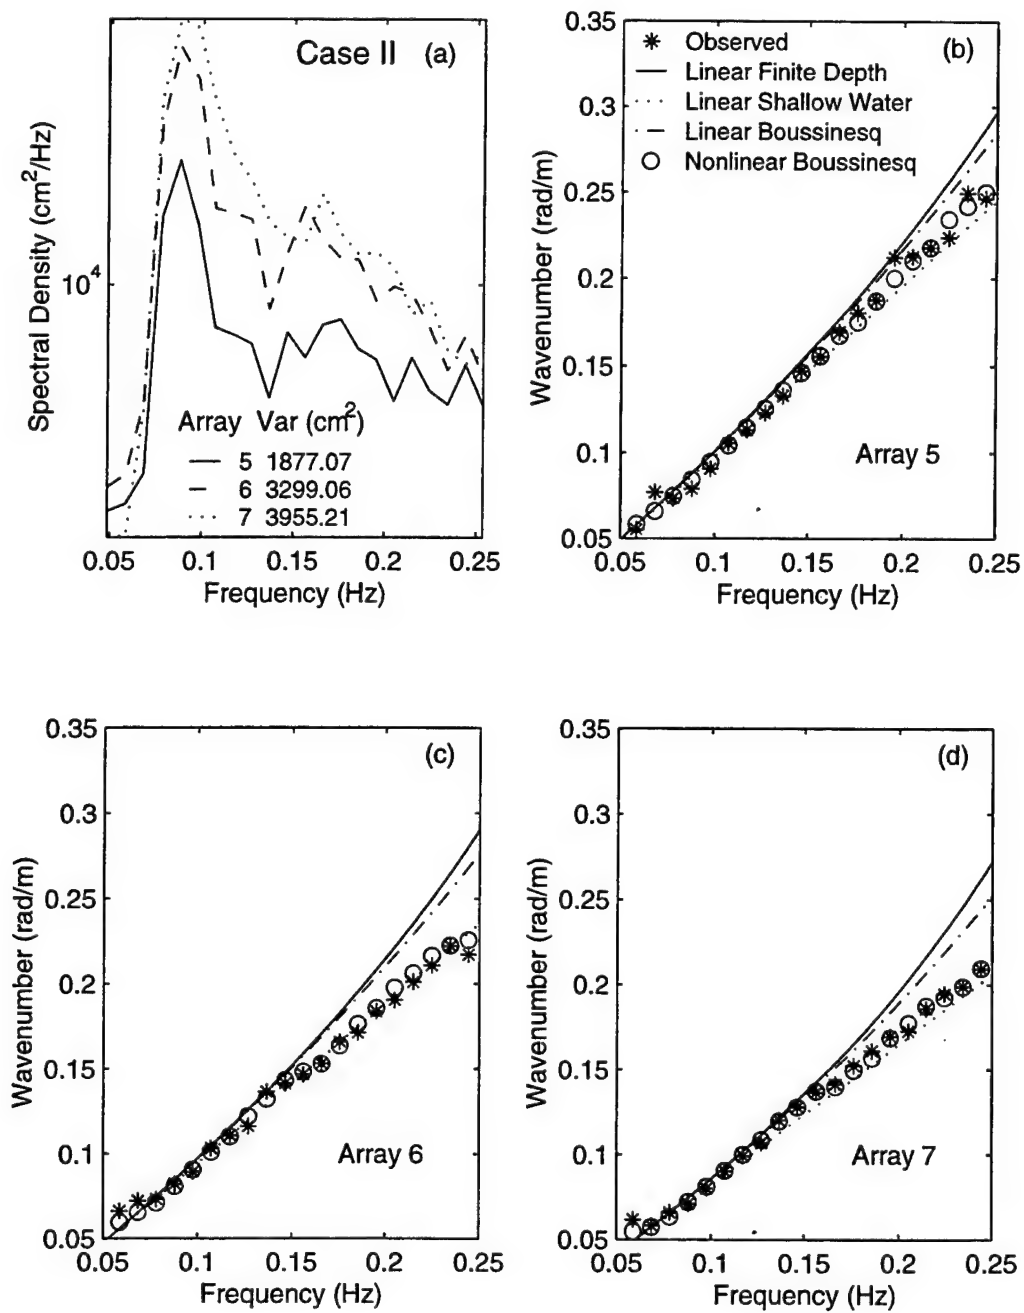 Case II (a)
Spectral Density (cm²/Hz)
10⁴
Array Var (cm²)
5 1877.07
6 3299.06
7 3955.21
0.05 0.1 0.15 0.2 0.25
Frequency (Hz)
(b)
Observed
Linear Finite Depth
Linear Shallow Water
Linear Boussinesq
Nonlinear Boussinesq
Wavenumber (rad/m)
0.35
0.3
0.25
0.2
0.15
0.1
0.05
Array 5
0.05 0.1 0.15 0.2 0.25
Frequency (Hz)
(c)
Wavenumber (rad/m)
0.35
0.3
0.25
0.2
0.15
0.1
0.05
Array 6
0.05 0.1 0.15 0.2 0.25
Frequency (Hz)
(d)
Wavenumber (rad/m)
0.35
0.3
0.25
0.2
0.15
0.1
0.05
Array 7
0.05 0.1 0.15 0.2 0.25
Frequency (Hz)